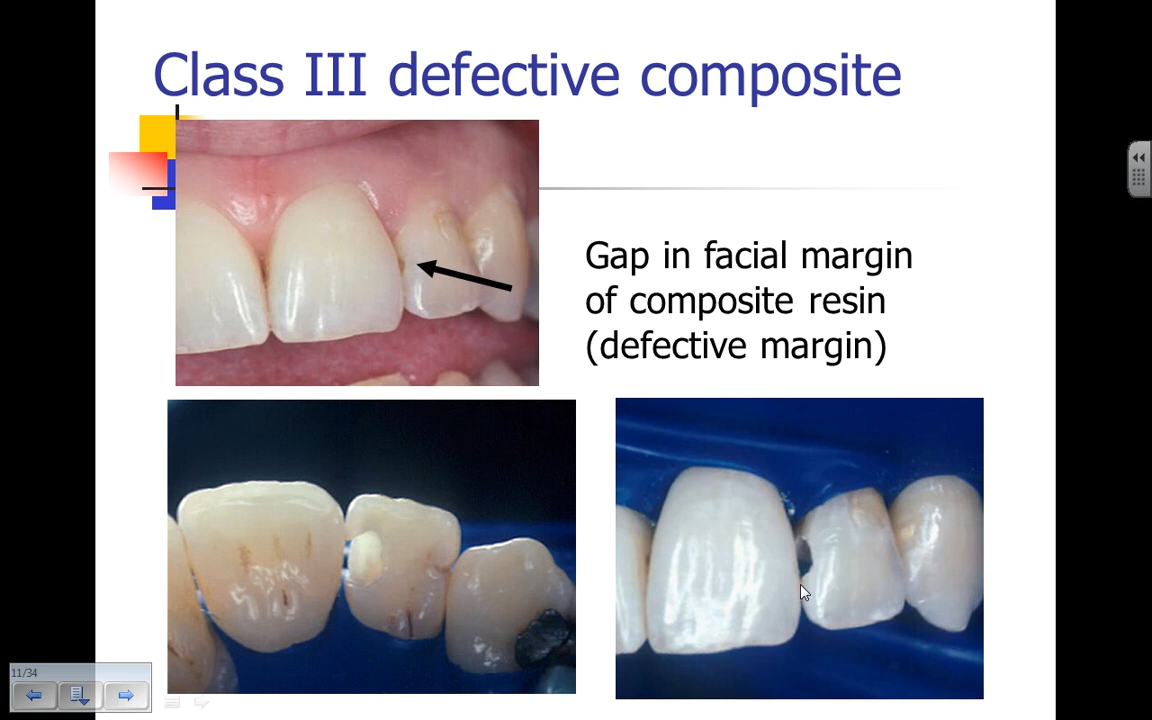 Class III defective composite
Gap in facial margin
of composite resin
(defective margin)
11/34